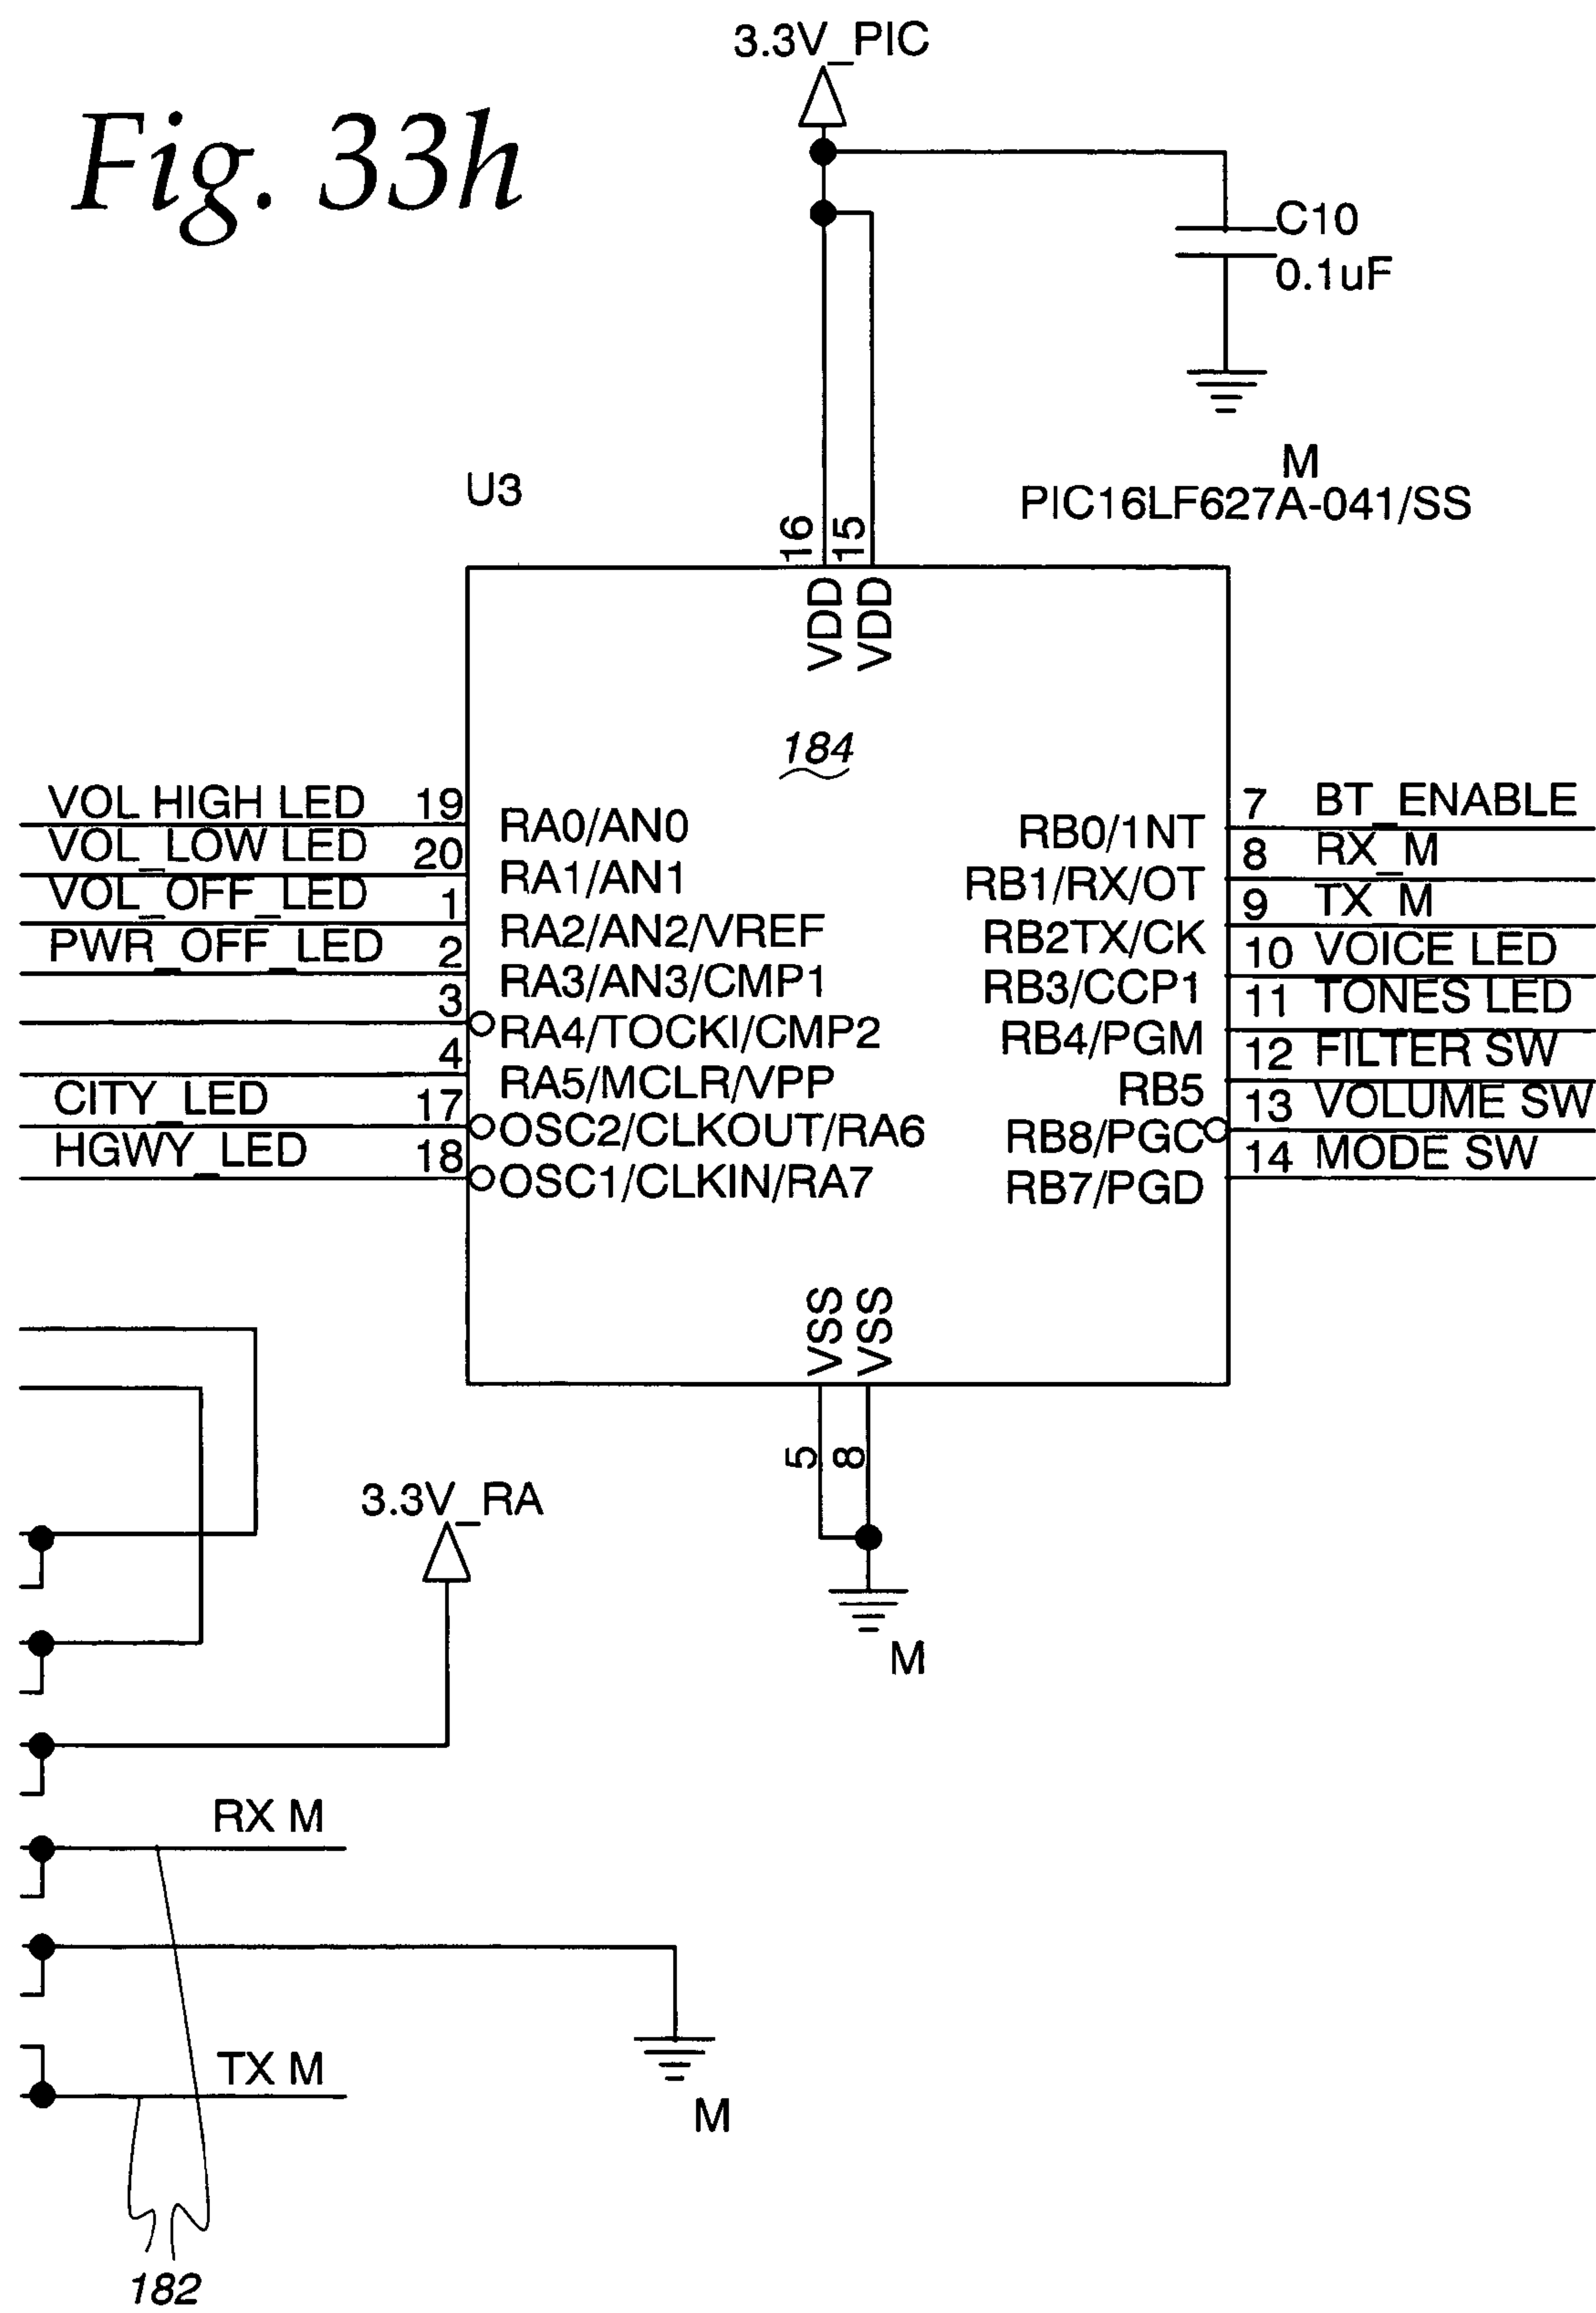 3.3V_PIC
Fig. 33h
C10
0.1uF
M
U3
PIC16LF627A-041/SS
16
15
VDD
VDD
184
VOL HIGH LED 19 RA0/AN0
VOL_LOW LED 20 RA1/AN1
VOL_OFF_LED 1 RA2/AN2/VREF
PWR_OFF_LED 2 RA3/AN3/CMP1
3 RA4/TOCKI/CMP2
4 RA5/MCLR/VPP
CITY_LED 17 OSC2/CLKOUT/RA6
HGWY_LED 18 OSC1/CLKIN/RA7
RB0/1NT 7 BT_ENABLE
RB1/RX/OT 8 RX_M
RB2TX/CK 9 TX_M
RB3/CCP1 10 VOICE LED
RB4/PGM 11 TONES LED
RB5 12 FILTER SW
RB8/PGC 13 VOLUME SW
RB7/PGD 14 MODE SW
VSS
VSS
5
8
3.3V_RA
M
RX M
TX M
M
182